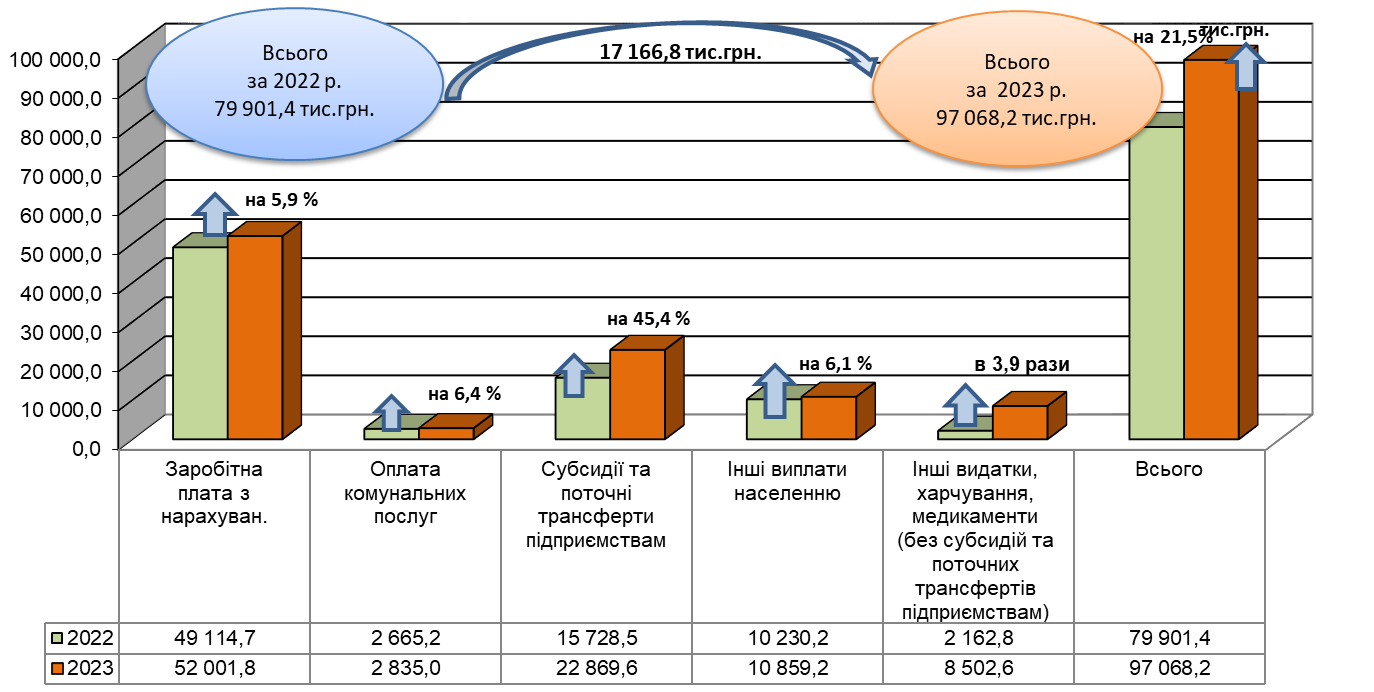 Всього
за 2022 р.
79 901,4 тис.грн.
17 166,8 тис.грн.
Всього
за 2023 р.
97 068,2 тис.грн.
на 21,5%
тис.грн.
100 000,0
90 000,0
80 000,0
70 000,0
60 000,0
50 000,0
40 000,0
30 000,0
20 000,0
10 000,0
0,0
на 5,9 %
на 6,4 %
на 45,4 %
на 6,1 %
в 3,9 рази
Заробітна
плата з
нарахуван.
Оплата
комунальних
послуг
Субсидії та
поточні
трансферти
підприємствам
Інші виплати
населенню
Інші видатки,
харчування,
медикаменти
(без субсидій та
поточних
трансфертів
підприємствам)
Всього
2022 49 114,7 2 665,2 15 728,5 10 230,2 2 162,8 79 901,4
2023 52 001,8 2 835,0 22 869,6 10 859,2 8 502,6 97 068,2